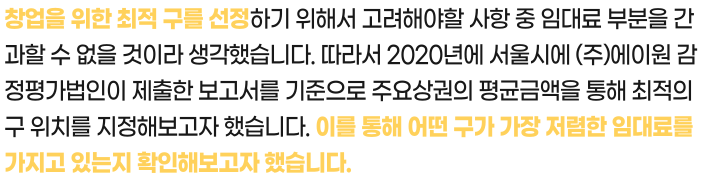 창업을 위한 최적 구를 선정하기 위해서 고려해야할 사항 중 임대료 부분을 간
과할 수 없을 것이라 생각했습니다. 따라서 2020년에 서울시에 (주)에이원 감
정평가법인이 제출한 보고서를 기준으로 주요상권의 평균금액을 통해 최적의
구 위치를 지정해보고자 했습니다. 이를 통해 어떤 구가 가장 저렴한 임대료를
가지고 있는지 확인해보고자 했습니다.